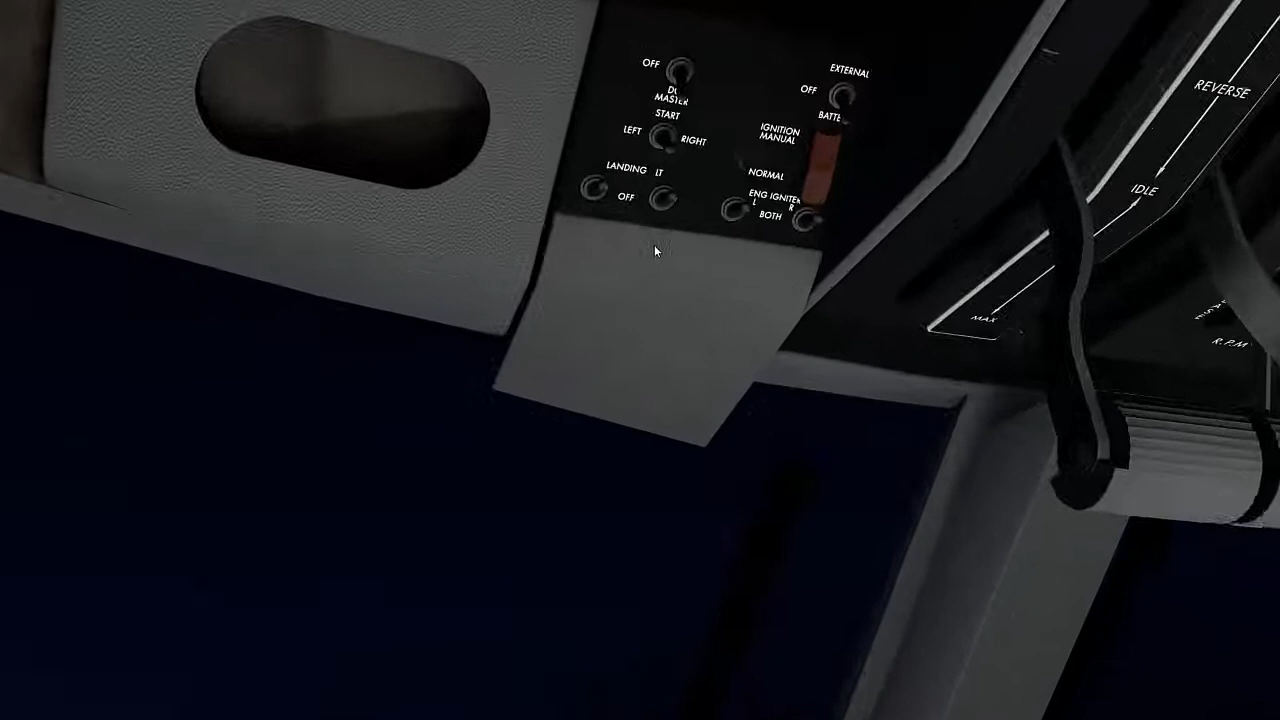 OFF
MASTER
START
LEFT
RIGHT
LANDING LT
OFF
EXTERNAL
OFF
IGNITION
MANUAL
NORMAL
ENG IGNITER
L R
BOTH
REVERSE
IDLE
MAX
R.P.M